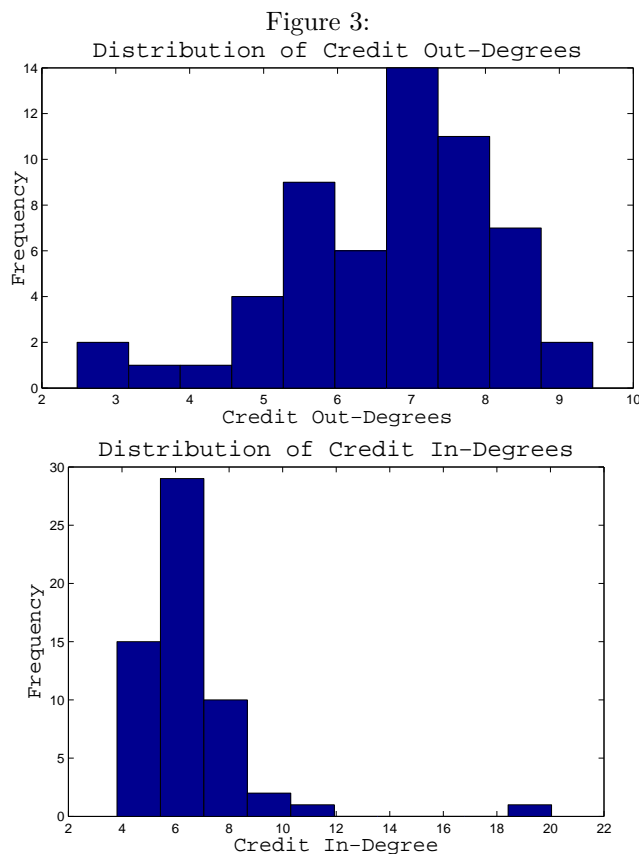 Figure 3:
Distribution of Credit Out-Degrees
14
12
10
8
6
4
2
0
Frequency
2 3 4 5 6 7 8 9 10
Credit Out-Degrees
Distribution of Credit In-Degrees
30
25
20
15
10
5
0
Frequency
2 4 6 8 10 12 14 16 18 20 22
Credit In-Degree